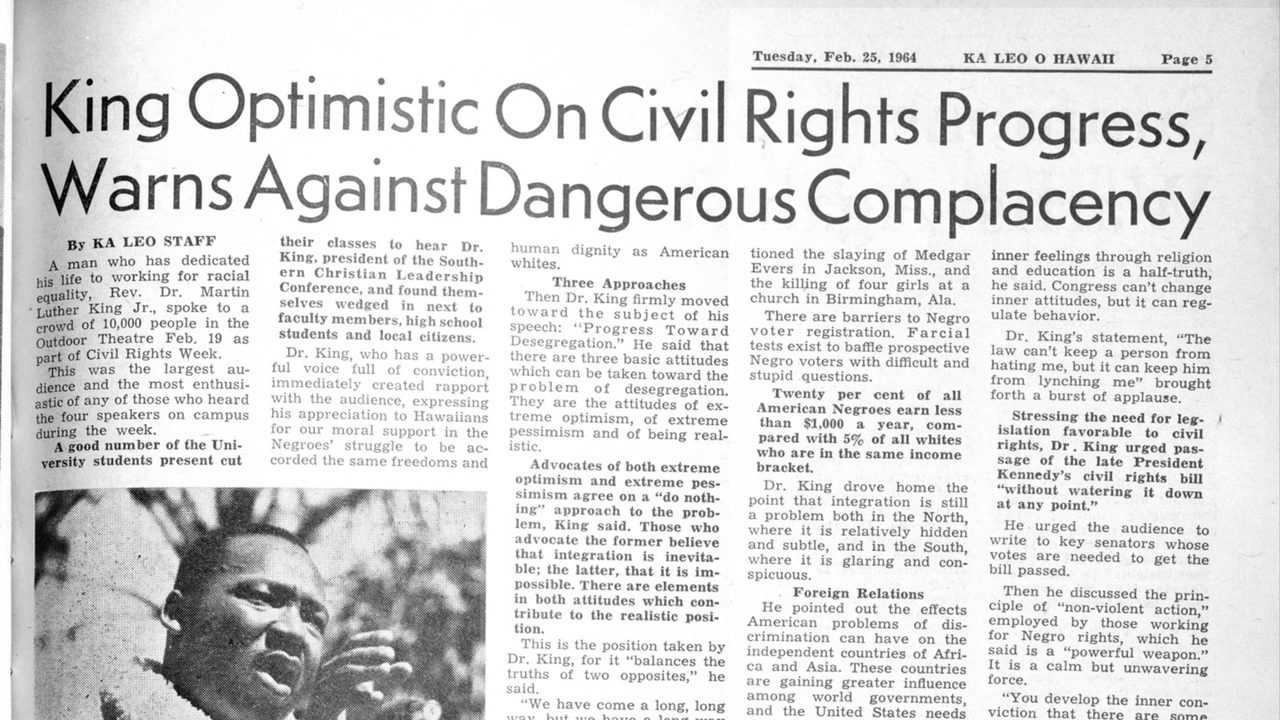 Tuesday, Feb. 25, 1964 KA LEO O HAWAII Page 5
King Optimistic On Civil Rights Progress,
Warns Against Dangerous Complacency
By KA LEO STAFF
A man who has dedicated
his life to working for racial
equality, Rev. Dr. Martin
Luther King Jr., spoke to a
crowd of 10,000 people in the
Outdoor Theatre Feb. 19 as
part of Civil Rights Week.
This was the largest au-
dience and the most enthusi-
astic of any of those who heard
the four speakers on campus
during the week.
A good number of the Uni-
versity students present cut
their classes to hear Dr.
King, president of the South-
ern Christian Leadership
Conference, and found them-
selves wedged in next to
faculty members, high school
students and local citizens.
Dr. King, who has a power-
ful voice full of conviction,
immediately created rapport
with the audience, expressing
his appreciation to Hawaiians
for our moral support in the
Negroes' struggle to be ac-
corded the same freedoms and
human dignity as American
whites.
Three Approaches
Then Dr. King firmly moved
toward the subject of his
speech: "Progress Toward
Desegregation." He said that
there are three basic attitudes
which can be taken toward the
problem of desegregation.
They are the attitudes of ex-
treme optimism, of extreme
pessimism and of being real-
istic.
Advocates of both extreme
optimism and extreme pes-
simism agree on a "do noth-
ing" approach to the prob-
lem, King said. Those who
advocate the former believe
that integration is inevita-
ble; the latter, that it is im-
possible. There are elements
in both attitudes which con-
tribute to the realistic posi-
tion.
This is the position taken by
Dr. King, for it "balances the
truths of two opposites," he
said.
"We have come a long, long
way, but we have a long way
tioned the slaying of Medgar
Evers in Jackson, Miss., and
the killing of four girls at a
church in Birmingham, Ala.
There are barriers to Negro
voter registration. Farcial
tests exist to baffle prospective
Negro voters with difficult and
stupid questions.
Twenty per cent of all
American Negroes earn less
than $1,000 a year, com-
pared with 5% of all whites
who are in the same income
bracket.
Dr. King drove home the
point that integration is still
a problem both in the North,
where it is relatively hidden
and subtle, and in the South,
where it is glaring and con-
spicuous.
Foreign Relations
He pointed out the effects
American problems of dis-
crimination can have on the
independent countries of Afri-
ca and Asia. These countries
are gaining greater influence
among world governments,
and the United States needs
inner feelings through religion
and education is a half-truth,
he said. Congress can't change
inner attitudes, but it can reg-
ulate behavior.
Dr. King's statement, "The
law can't keep a person from
hating me, but it can keep him
from lynching me" brought
forth a burst of applause.
Stressing the need for leg-
islation favorable to civil
rights, Dr. King urged pas-
sage of the late President
Kennedy's civil rights bill
"without watering it down
at any point."
He urged the audience to
write to key senators whose
votes are needed to get the
bill passed.
Then he discussed the prin-
ciple of "non-violent action,"
employed by those working
for Negro rights, which he
said is a "powerful weapon."
It is a calm but unwavering
force.
"You develop the inner con-
viction that there are some